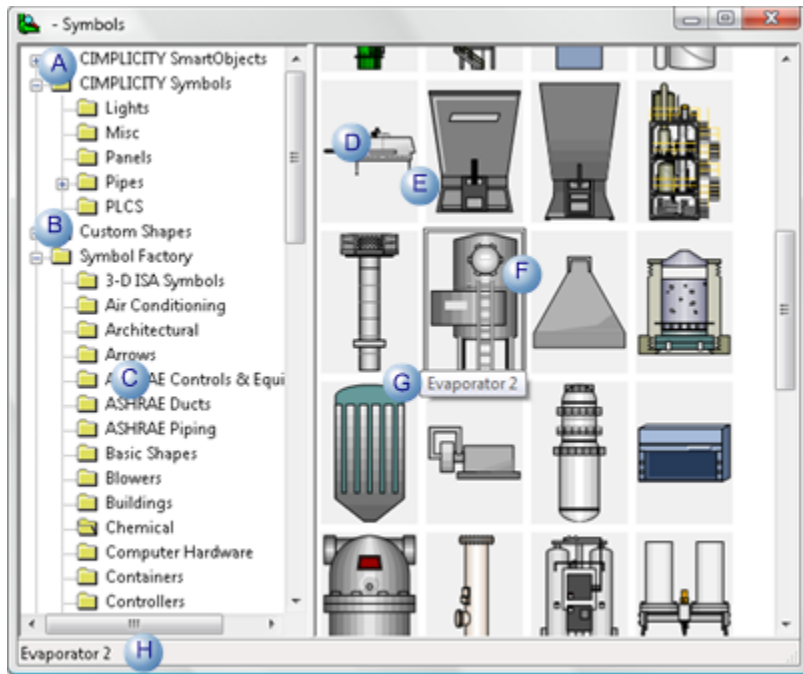 - Symbols
A
CIMPLICITY SmartObjects
CIMPLICITY Symbols
Lights
Misc
Panels
Pipes
PLCS
B
Custom Shapes
Symbol Factory
3-D ISA Symbols
Air Conditioning
Architectural
Arrows
C
Controls & Equi
ASHRAE Ducts
ASHRAE Piping
Basic Shapes
Blowers
Buildings
Chemical
Computer Hardware
Containers
Controllers
D
E
F
G
Evaporator 2
Evaporator 2
H